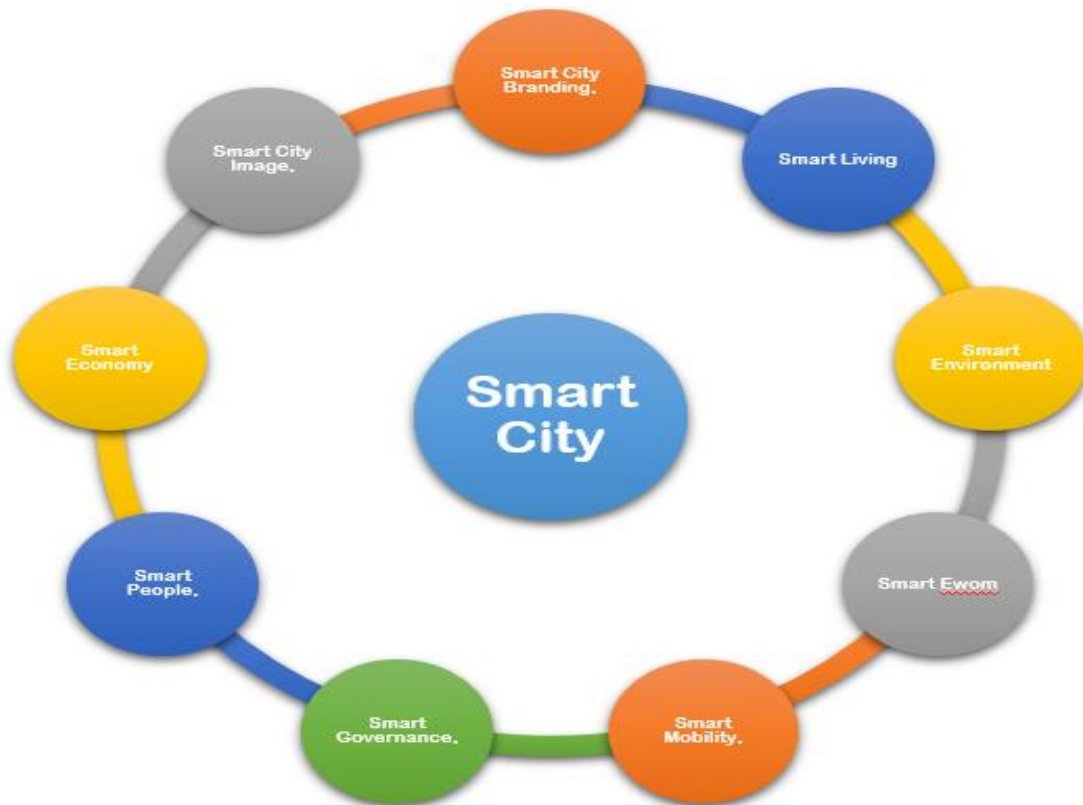 Smart City
Branding.
Smart Living
Smart
Environment
Smart Ewom
Smart
Mobility.
Smart
Governance.
Smart
People.
Smart
Economy
Smart City
Image.
Smart
City